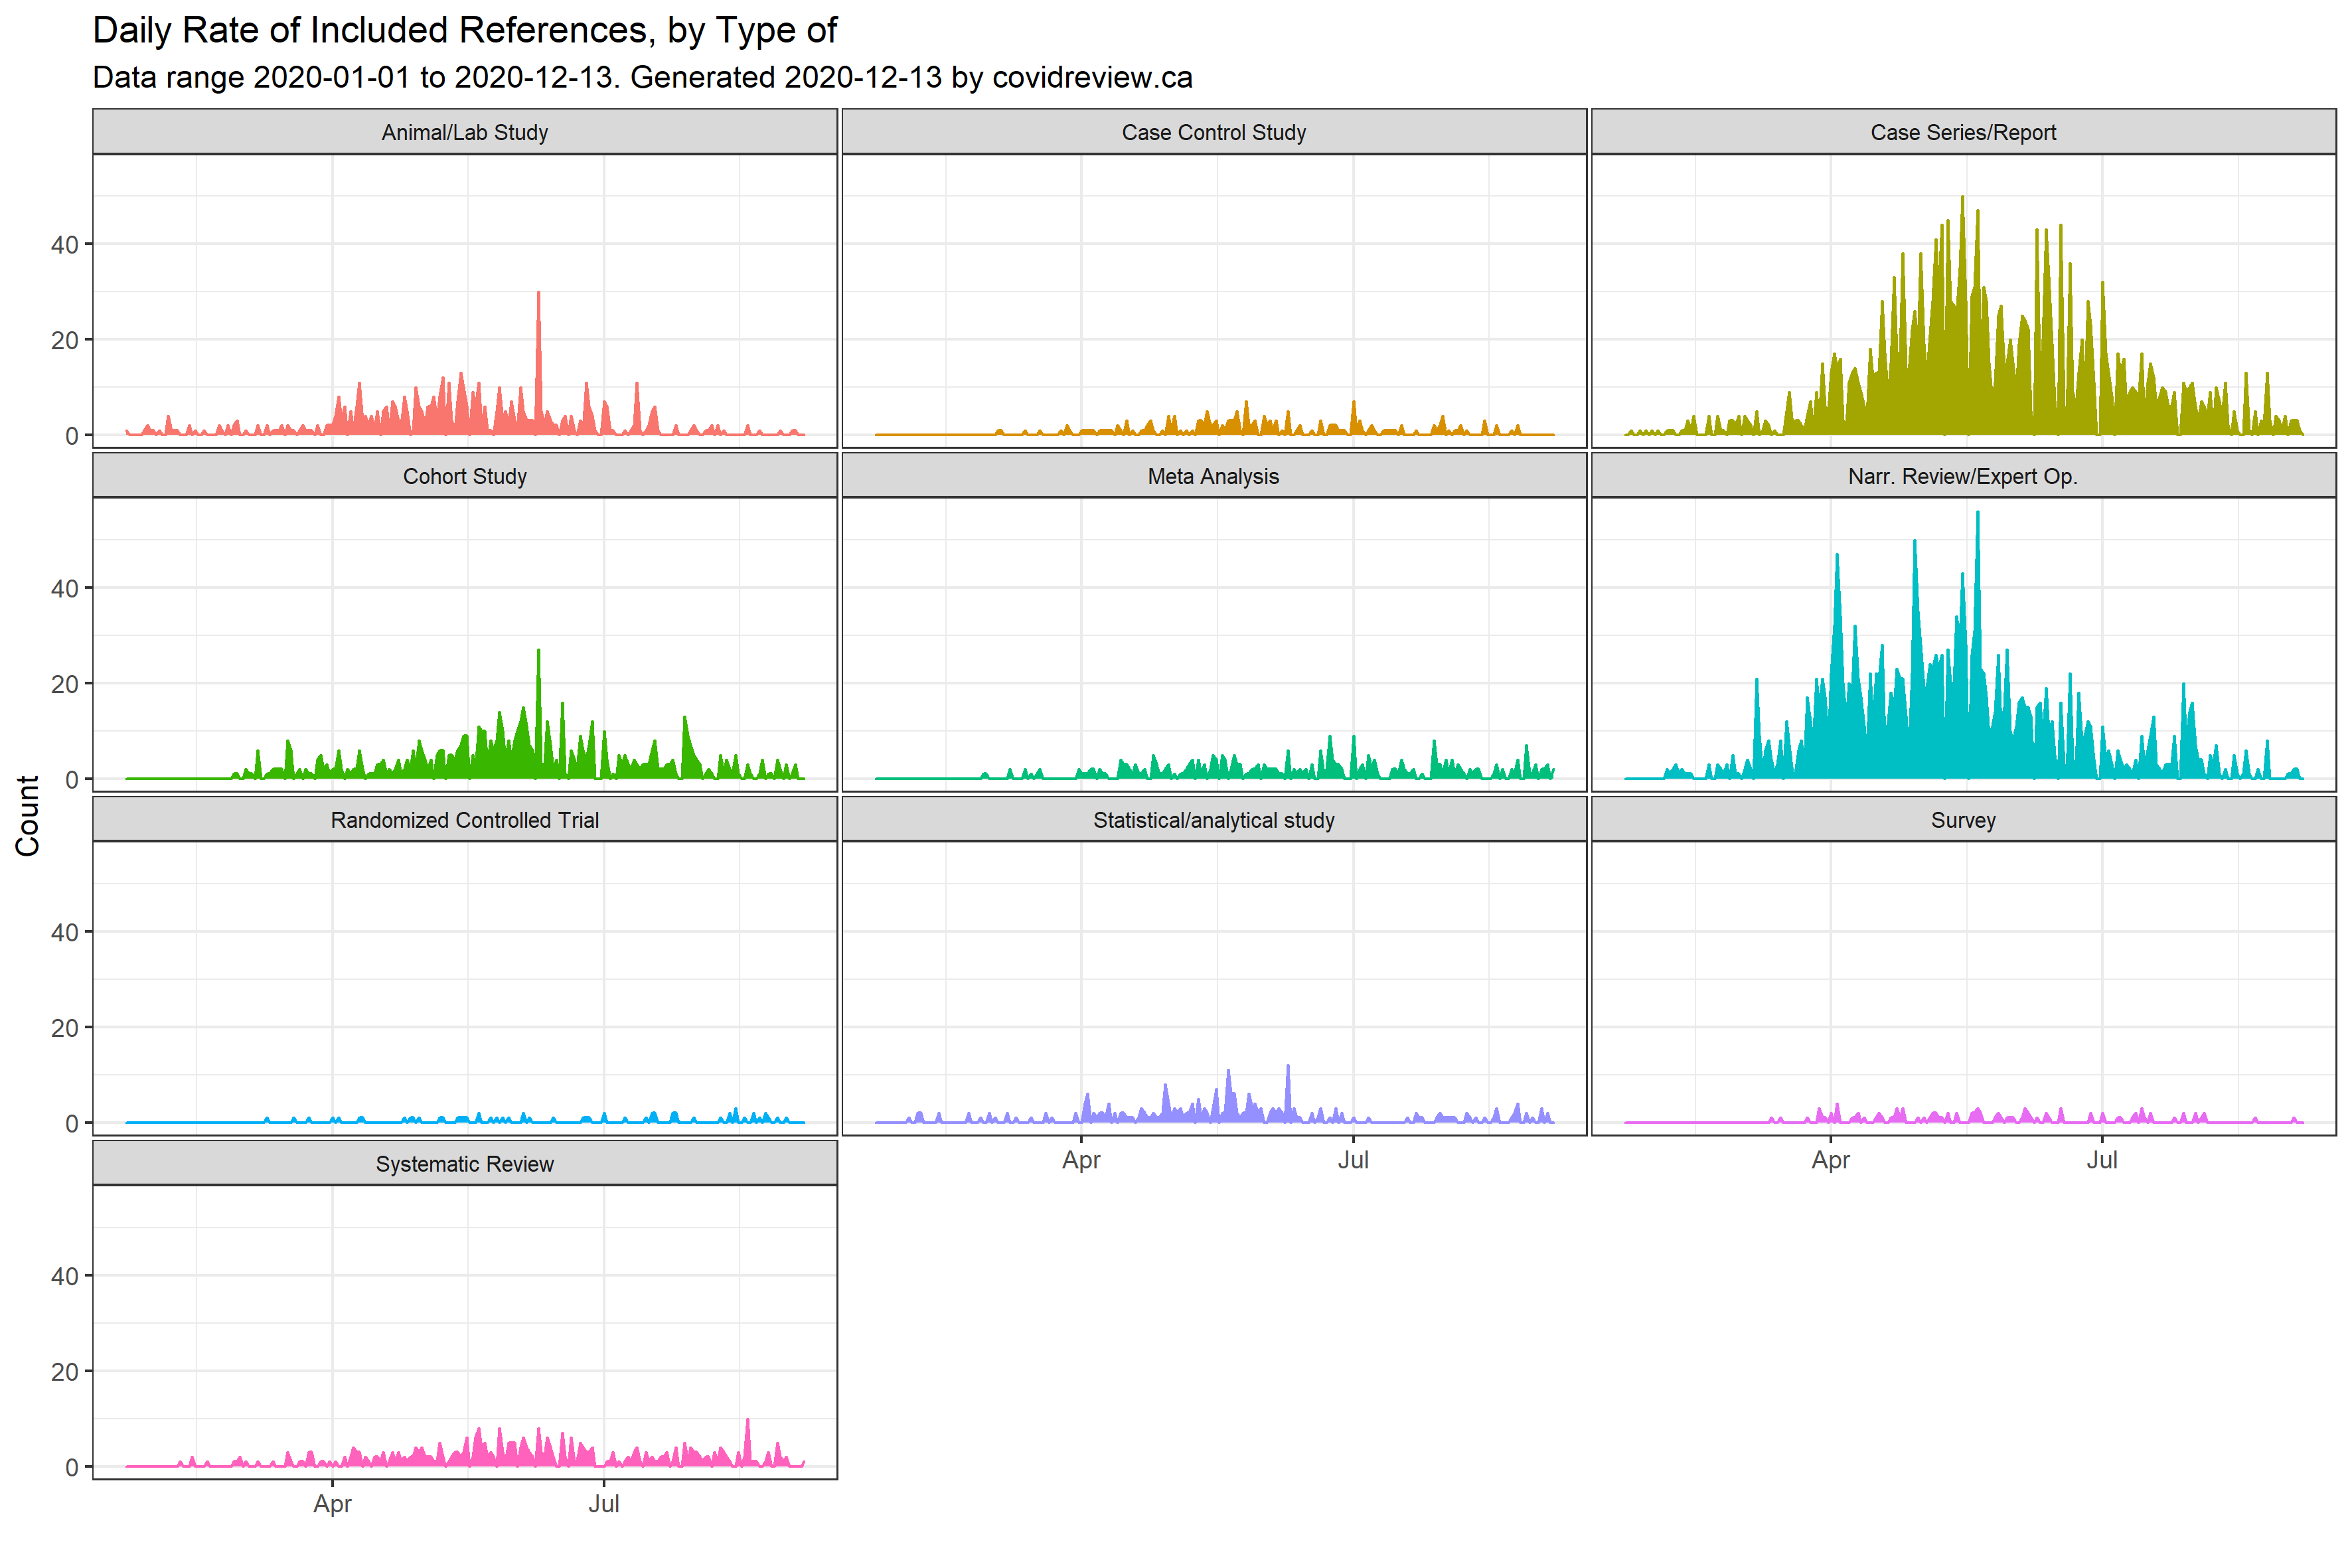 Daily Rate of Included References, by Type of
Data range 2020-01-01 to 2020-12-13. Generated 2020-12-13 by covidreview.ca
Animal/Lab Study
Case Control Study
Case Series/Report
40
20
0
Cohort Study
Meta Analysis
Narr. Review/Expert Op.
40
20
0
Count
Randomized Controlled Trial
Statistical/analytical study
Survey
40
20
0
Apr
Jul
Apr
Jul
Systematic Review
40
20
0
Apr
Jul